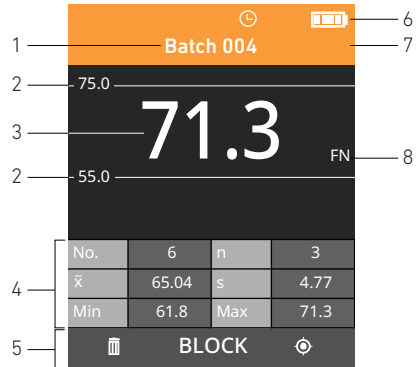 6
1 Batch 004 7
2 75.0
3 71.3
FN 8
2 55.0
4
No. 6 n 3
x̄ 65.04 s 4.77
Min 61.8 Max 71.3
5 BLOCK